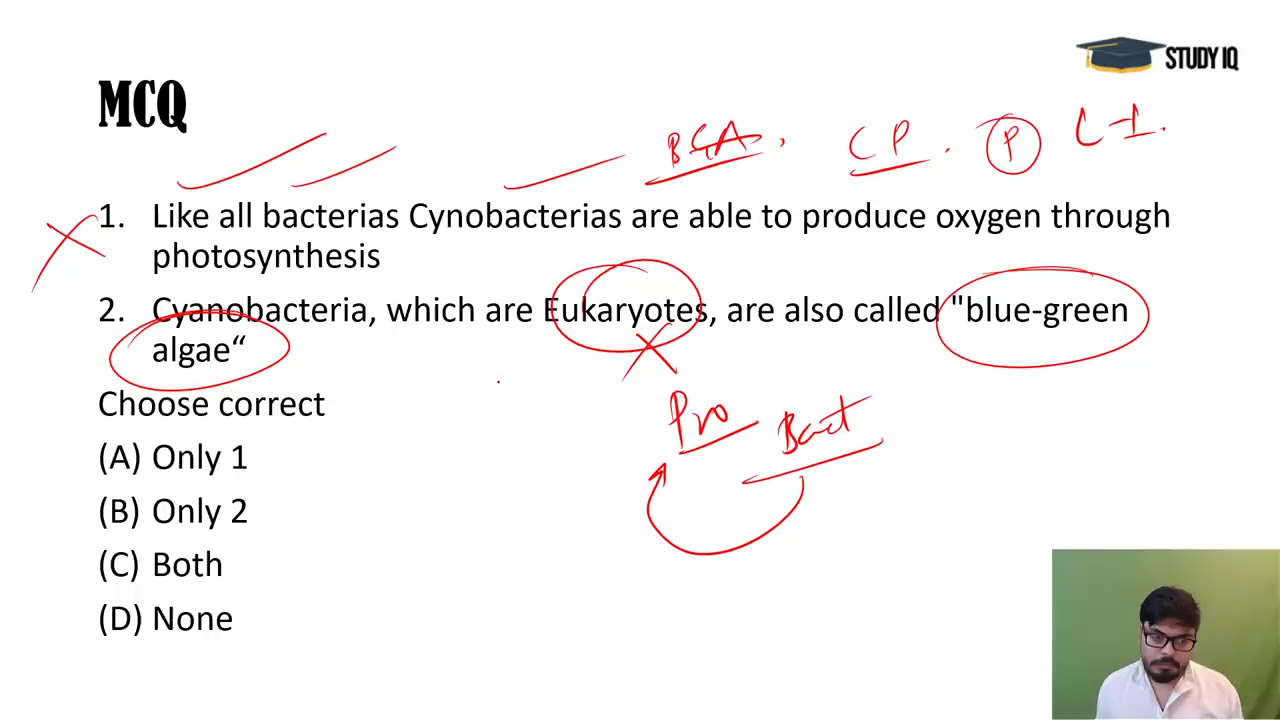 STUDY IQ
MCQ
BGA, CP. P
1. Like all bacterias Cynobacterias are able to produce oxygen through
photosynthesis
2. Cyanobacteria, which are Eukaryotes, are also called "blue-green
algae“
Pro Bact
Choose correct
(A) Only 1
(B) Only 2
(C) Both
(D) None